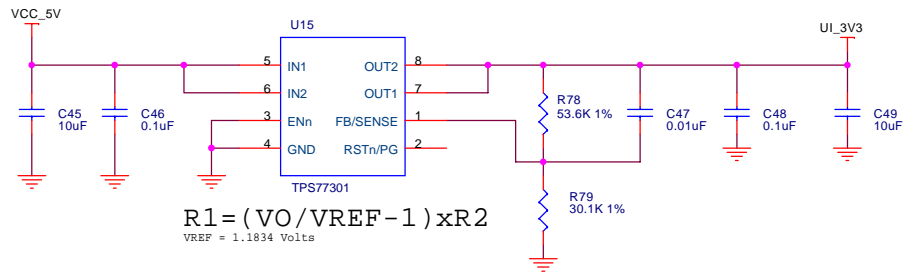 VCC_5V
U15
UI_3V3
5 IN1 OUT2 8
6 IN2 OUT1 7
3 ENn FB/SENSE 1
4 GND RSTn/PG 2
TPS77301
C45
10uF
C46
0.1uF
R78
53.6K 1%
C47
0.01uF
C48
0.1uF
C49
10uF
R79
30.1K 1%
R1=(VO/VREF-1)xR2
VREF = 1.1834 Volts